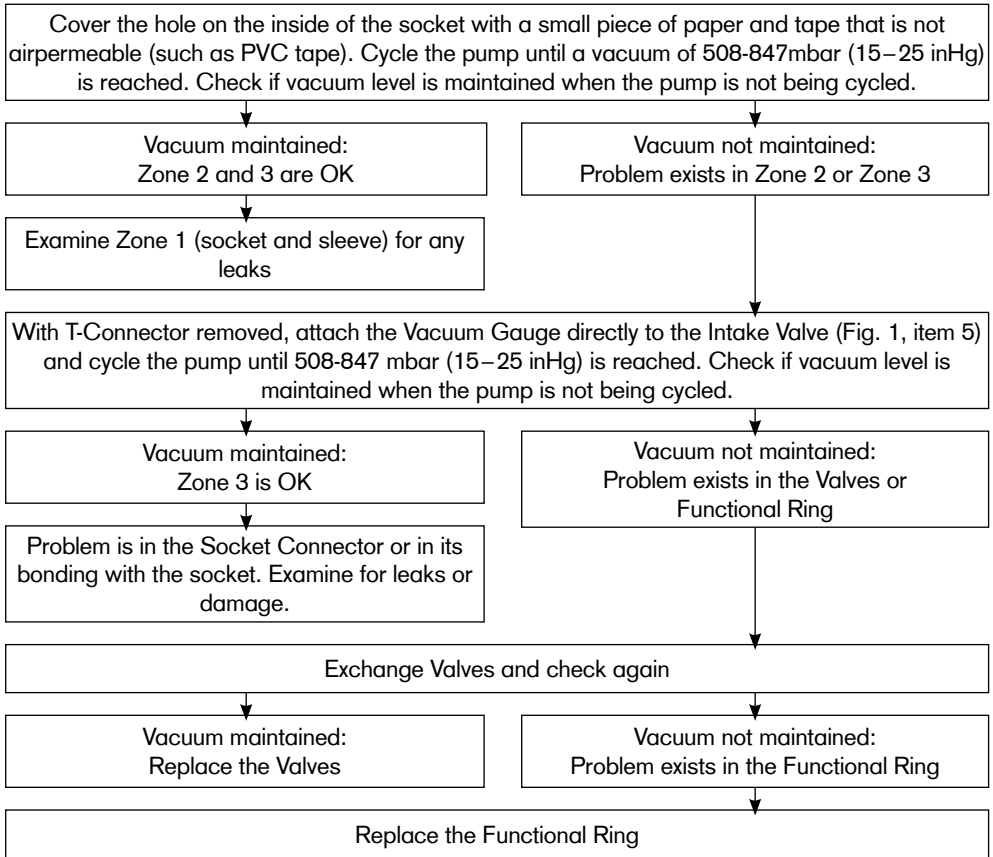 Cover the hole on the inside of the socket with a small piece of paper and tape that is not
airpermeable (such as PVC tape). Cycle the pump until a vacuum of 508-847mbar (15–25 inHg)
is reached. Check if vacuum level is maintained when the pump is not being cycled.
Vacuum maintained:
Zone 2 and 3 are OK
Vacuum not maintained:
Problem exists in Zone 2 or Zone 3
Examine Zone 1 (socket and sleeve) for any
leaks
With T-Connector removed, attach the Vacuum Gauge directly to the Intake Valve (Fig. 1, item 5)
and cycle the pump until 508-847 mbar (15–25 inHg) is reached. Check if vacuum level is
maintained when the pump is not being cycled.
Vacuum maintained:
Zone 3 is OK
Vacuum not maintained:
Problem exists in the Valves or
Functional Ring
Problem is in the Socket Connector or in its
bonding with the socket. Examine for leaks or
damage.
Exchange Valves and check again
Vacuum maintained:
Replace the Valves
Vacuum not maintained:
Problem exists in the Functional Ring
Replace the Functional Ring